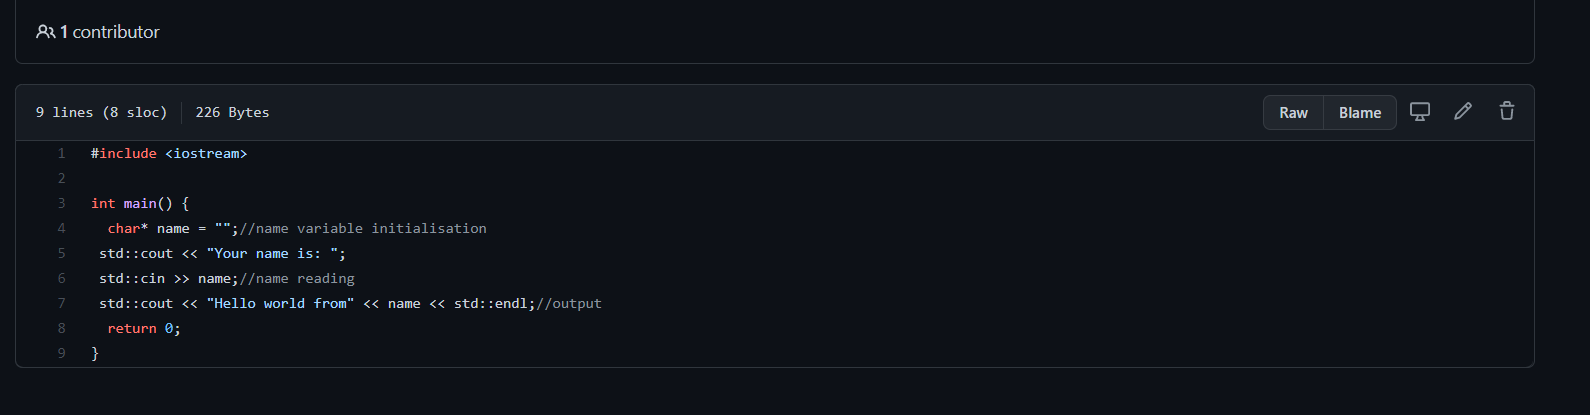 1 contributor
9 lines (8 sloc) 226 Bytes Raw Blame
1 #include <iostream>
2
3 int main() {
4   char* name = "";//name variable initialisation
5  std::cout << "Your name is: ";
6  std::cin >> name;//name reading
7  std::cout << "Hello world from" << name << std::endl;//output
8   return 0;
9 }